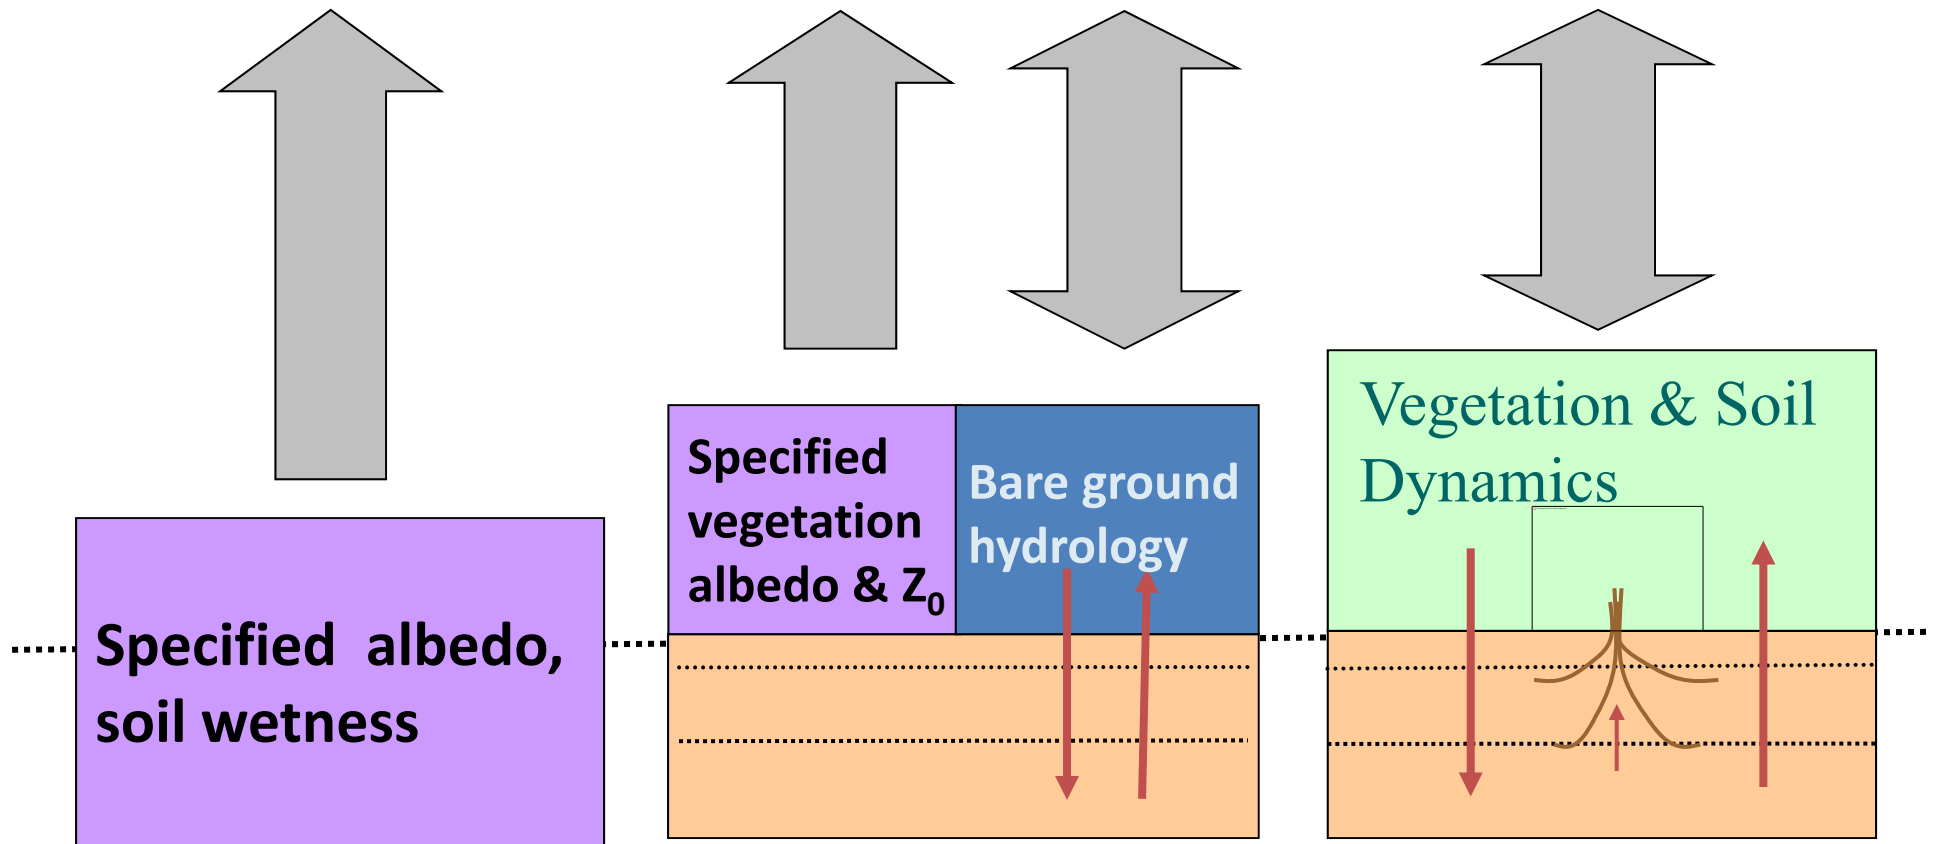 Specified albedo,
soil wetness
Specified
vegetation
albedo & Z₀
Bare ground
hydrology
Vegetation & Soil
Dynamics